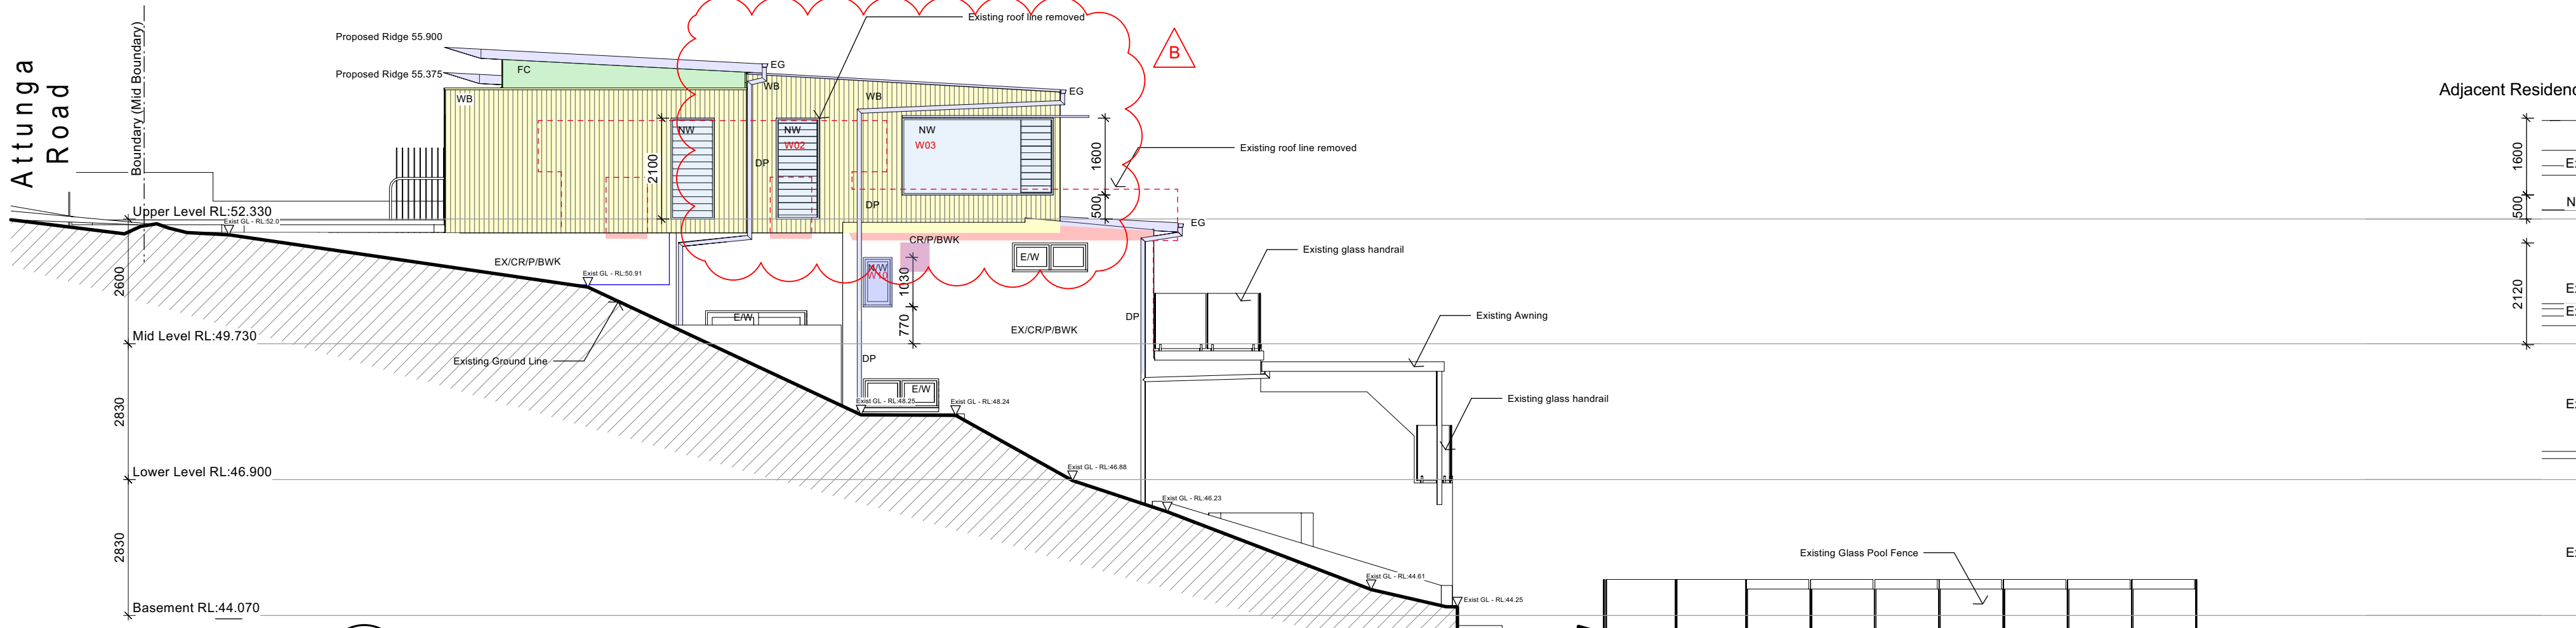 Attunga
Road
Boundary (Mid Boundary)
Proposed Ridge 55.900
Proposed Ridge 55.375
Existing roof line removed
B
FC
EG
WB
WB
WB
EG
Adjacent Residenc
NW
NW
W02
NW
W03
DP
DP
2100
1600
500
Existing roof line removed
1600
500
Upper Level RL:52.330
Exist GL - RL:52.0
EG
CR/P/BWK
E/W
Existing glass handrail
EX/CR/P/BWK
Exist GL - RL:50.91
2600
N/W
W10
1030
770
2120
E/W
EX/CR/P/BWK
DP
Existing Awning
Mid Level RL:49.730
Existing Ground Line
DP
E/W
Exist GL - RL:48.25
Exist GL - RL:48.24
Existing glass handrail
2830
Lower Level RL:46.900
Exist GL - RL:46.88
Exist GL - RL:46.23
2830
Existing Glass Pool Fence
Exist GL - RL:44.61
Exist GL - RL:44.25
Basement RL:44.070